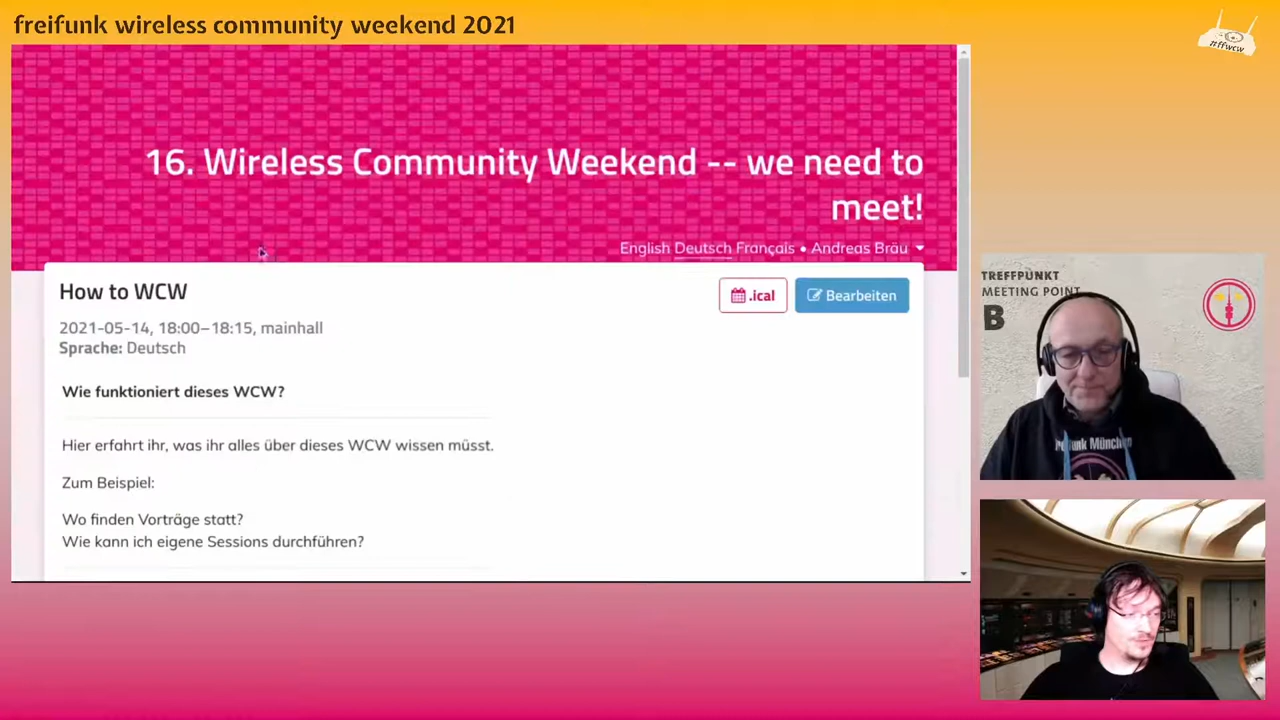 freifunk wireless community weekend 2021
#ffwcw
16. Wireless Community Weekend -- we need to
meet!
English Deutsch Français • Andreas Bräu
How to WCW
.ical
Bearbeiten
2021-05-14, 18:00–18:15, mainhall
Sprache: Deutsch
Wie funktioniert dieses WCW?
Hier erfahrt ihr, was ihr alles über dieses WCW wissen müsst.
Zum Beispiel:
Wo finden Vorträge statt?
Wie kann ich eigene Sessions durchführen?
TREFFPUNKT
MEETING POINT
B
freifunk München